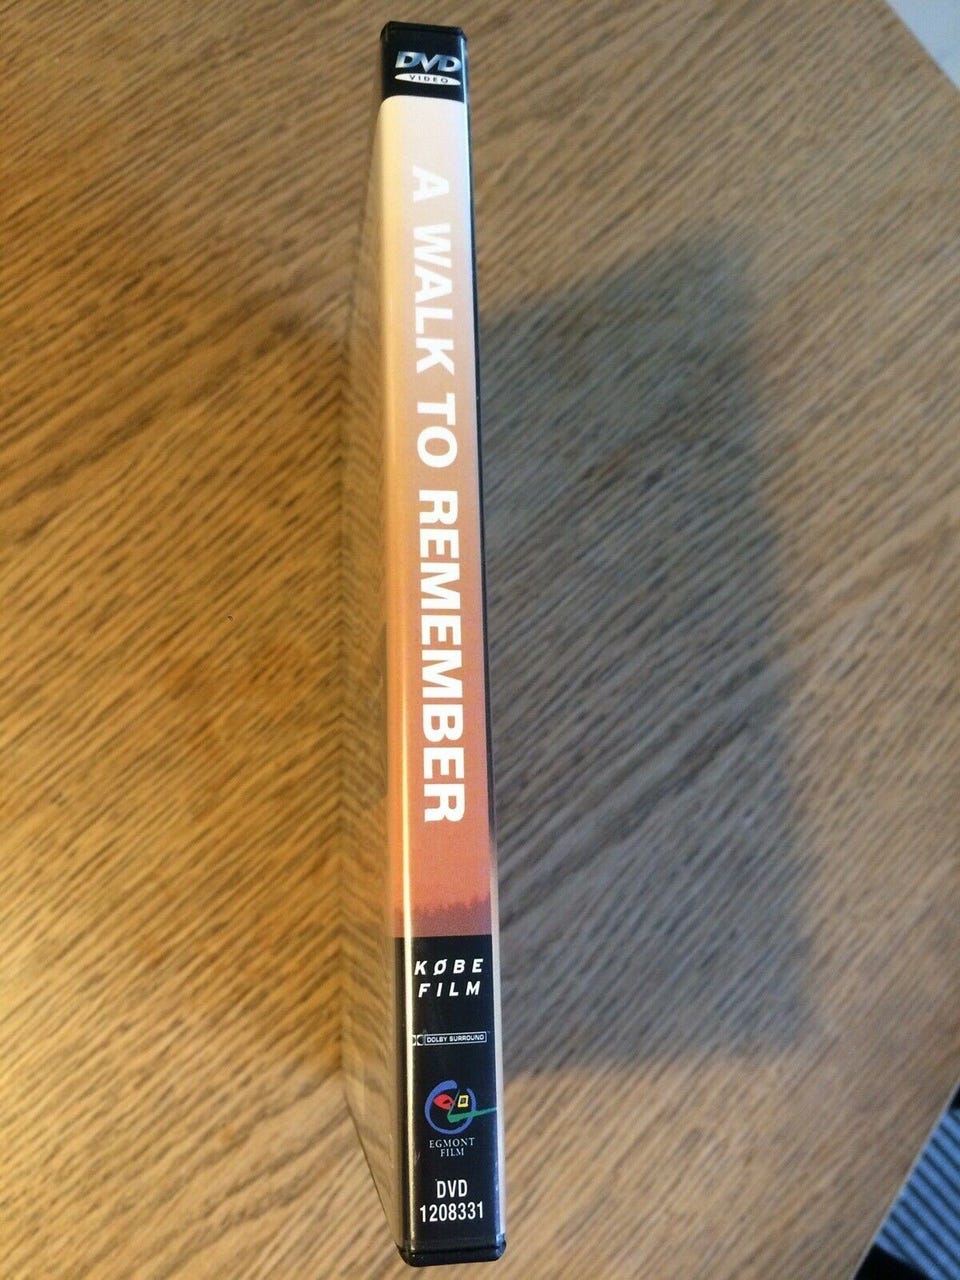 DVD
VIDEO
A WALK TO REMEMBER
KØBE
FILM
DOLBY SURROUND
EGMONT
FILM
DVD
1208331